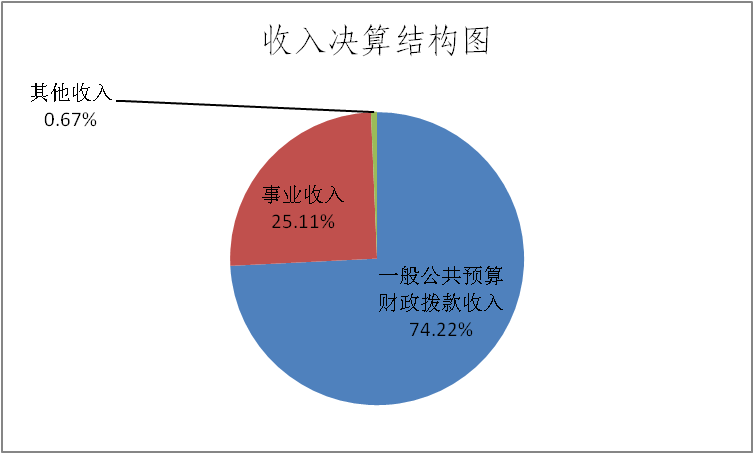 收入决算结构图
其他收入
0.67%
事业收入
25.11%
一般公共预算
财政拨款收入
74.22%